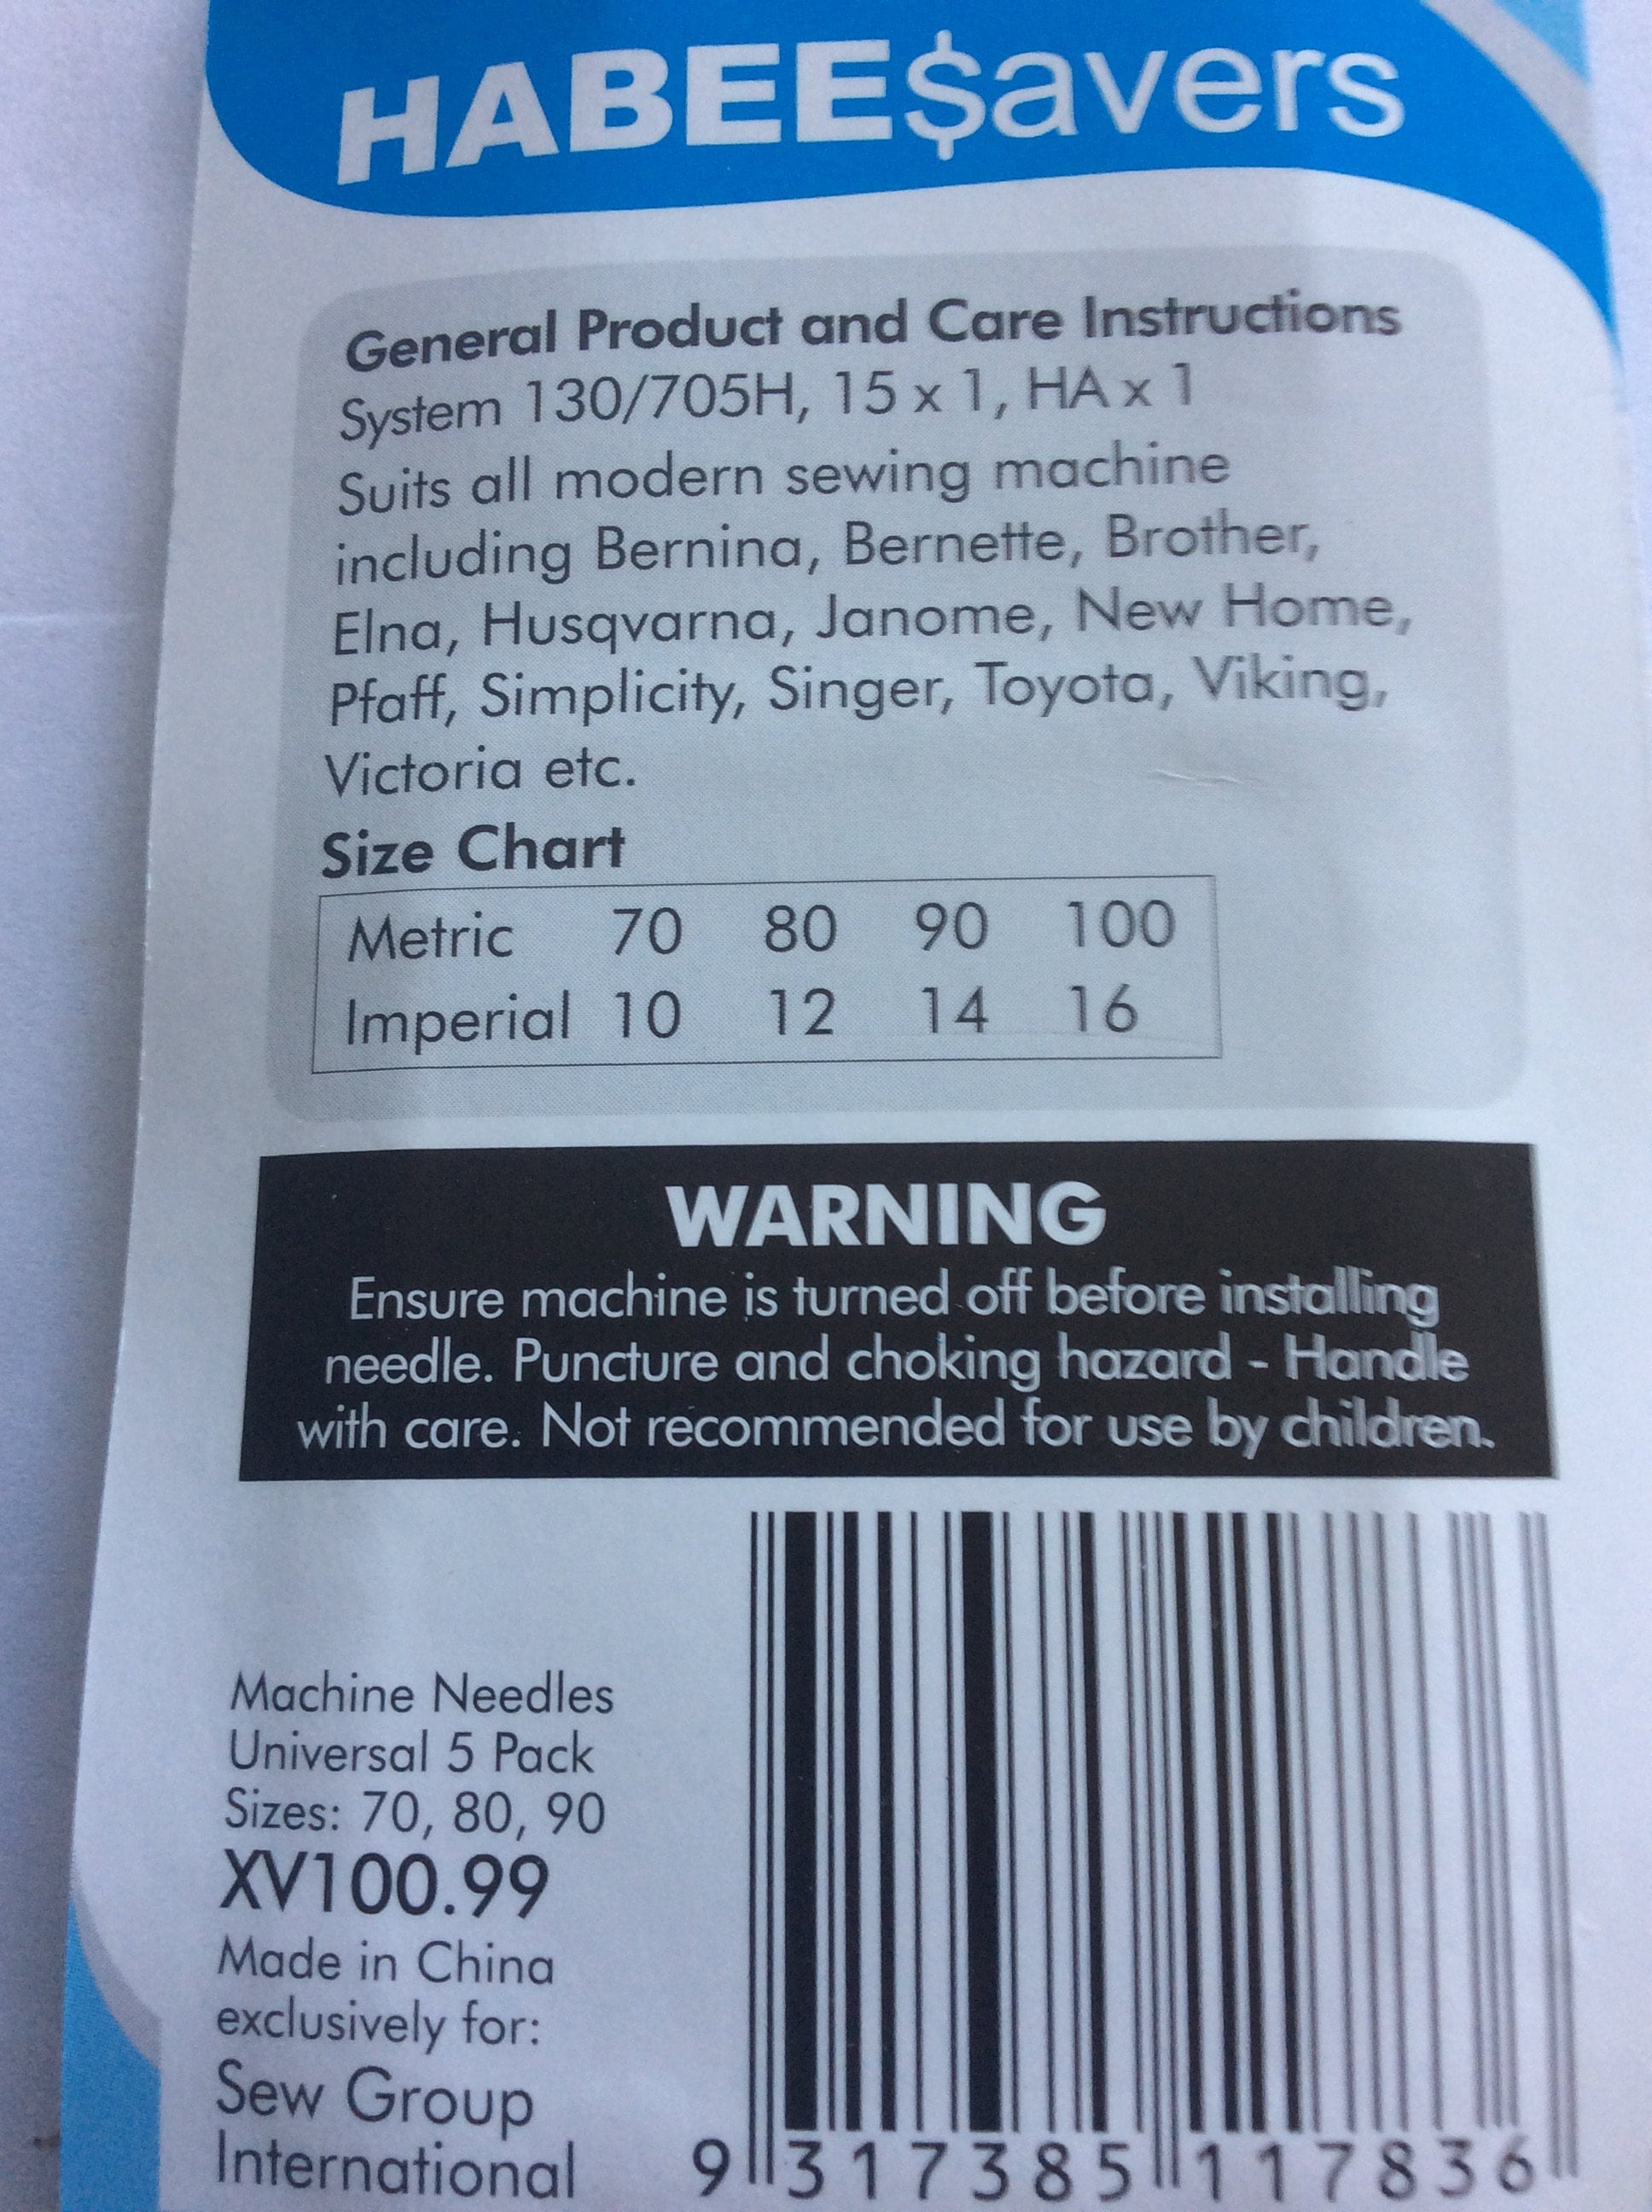 HABEE$avers
General Product and Care Instructions
System 130/705H, 15 x 1, HA x 1
Suits all modern sewing machine
including Bernina, Bernette, Brother,
Elna, Husqvarna, Janome, New Home,
Pfaff, Simplicity, Singer, Toyota, Viking,
Victoria etc.
Size Chart
Metric 70 80 90 100
Imperial 10 12 14 16
WARNING
Ensure machine is turned off before installing
needle. Puncture and choking hazard - Handle
with care. Not recommended for use by children.
Machine Needles
Universal 5 Pack
Sizes: 70, 80, 90
XV100.99
Made in China
exclusively for:
Sew Group
International
9 317385 117836